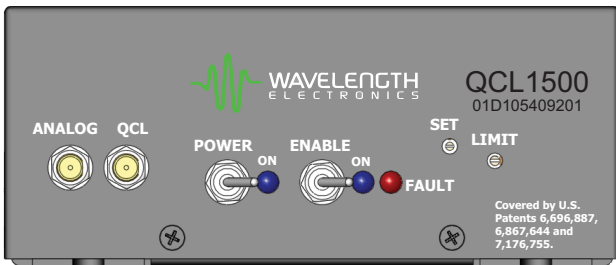 WAVELENGTH
ELECTRONICS
QCL1500
01D105409201
ANALOG QCL
POWER
ENABLE
SET
LIMIT
ON
ON
FAULT
Covered by U.S.
Patents 6,696,887,
6,867,644 and
7,176,755.